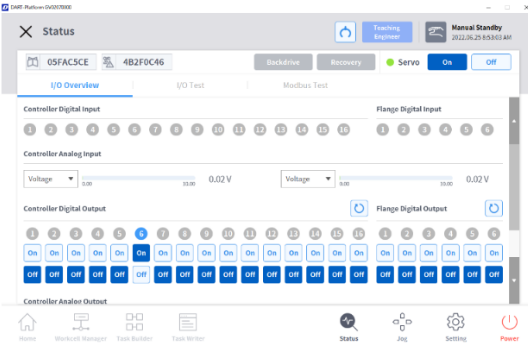 DART-Platform GV02070000
Status
Teaching Engineer
Manual Standby
2022.06.25 8:53:03 AM
05FAC5CE 4B2F0C46 Backdrive Recovery Servo On Off
I/O Overview I/O Test Modbus Test
Controller Digital Input Flange Digital Input
1 2 3 4 5 6 7 8 9 10 11 12 13 14 15 16 1 2 3 4 5 6
Controller Analog Input
Voltage 0.00 10.00 0.02 V Voltage 0.00 10.00 0.02 V
Controller Digital Output Flange Digital Output
1 2 3 4 5 6 7 8 9 10 11 12 13 14 15 16 1 2 3 4 5 6
On On On On On On On On On On On On On On On On On On On On On On
Off Off Off Off Off Off Off Off Off Off Off Off Off Off Off Off Off Off Off Off Off Off
Controller Analog Output
Home Workcell Manager Task Builder Task Writer Status Jog Setting Power